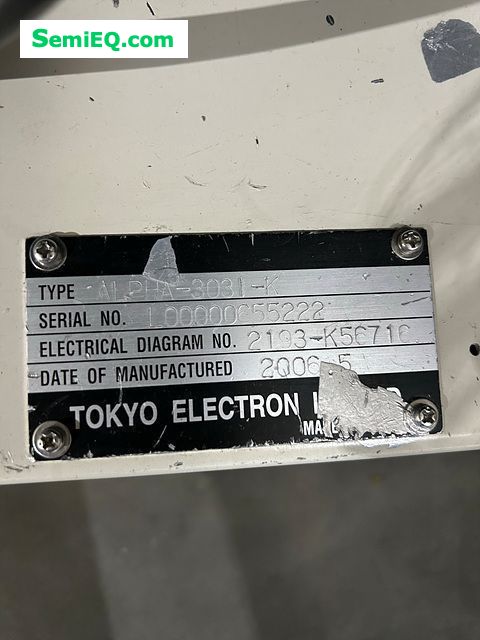 SemiEQ.com
TYPE ALPHA-303I-K
SERIAL NO. L00000655222
ELECTRICAL DIAGRAM NO. 2193-K56716
DATE OF MANUFACTURED 2006 5
TOKYO ELECTRON